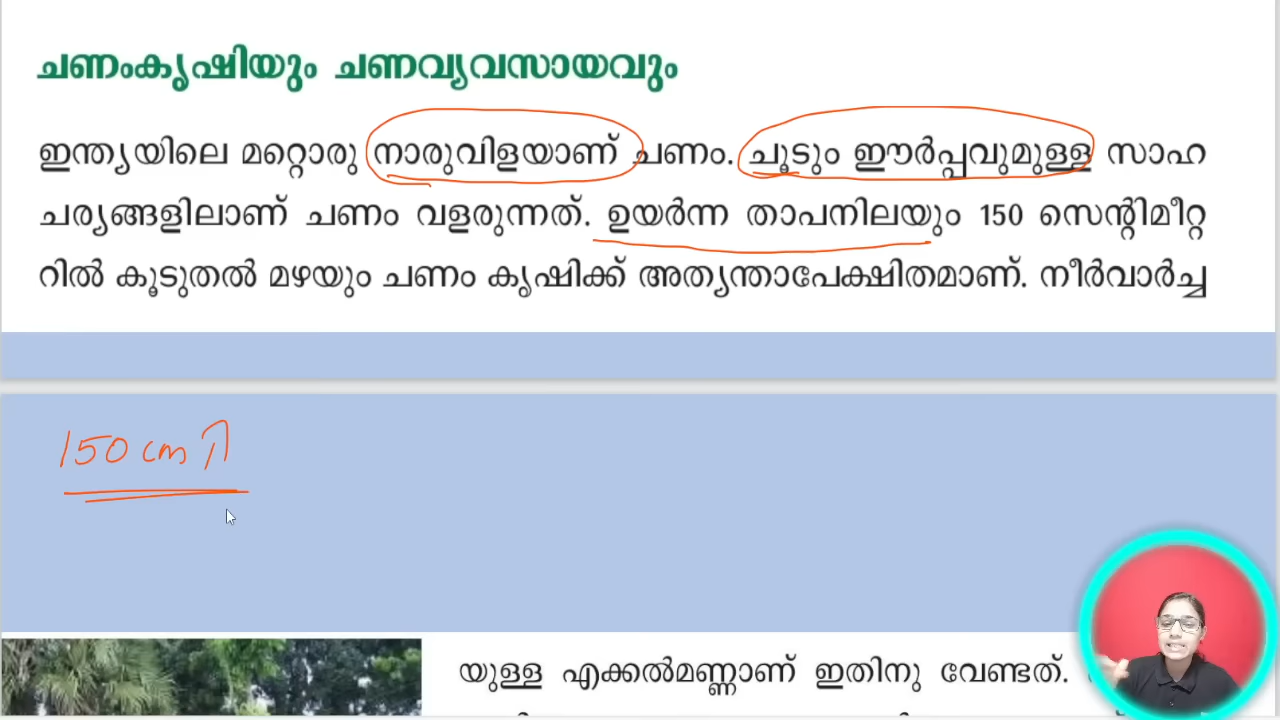 ചണംകൃഷിയും ചണവ്യവസായവും
ഇന്ത്യയിലെ മറ്റൊരു നാരുവിളയാണ് ചണം. ചൂടും ഈർപ്പവുമുള്ള സാഹ
ചര്യങ്ങളിലാണ് ചണം വളരുന്നത്. ഉയർന്ന താപനിലയും 150 സെന്റിമീറ്റ
റിൽ കൂടുതൽ മഴയും ചണം കൃഷിക്ക് അത്യന്താപേക്ഷിതമാണ്. നീർവാർച്ച
150 cm ↑
യുള്ള എക്കൽമണ്ണാണ് ഇതിനു വേണ്ടത്.